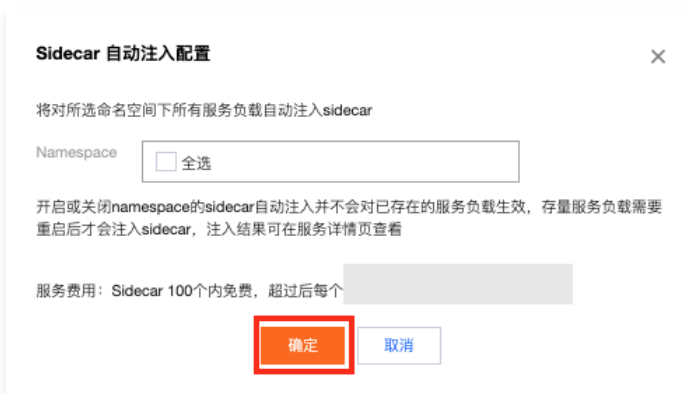 Sidecar 自动注入配置
将对所选命名空间下所有服务负载自动注入sidecar
Namespace
全选
开启或关闭namespace的sidecar自动注入并不会对已存在的服务负载生效，存量服务负载需要
重启后才会注入sidecar，注入结果可在服务详情页查看
服务费用：Sidecar 100个内免费，超过后每个
确定
取消